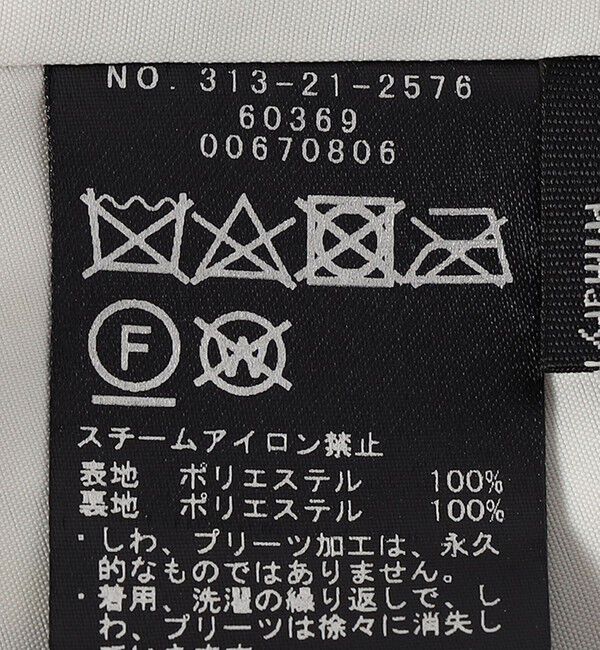 NO. 313-21-2576
60369
00670806
F
W
スチームアイロン禁止
表地 ポリエステル 100%
裏地 ポリエステル 100%
・しわ、プリーツ加工は、永久
的なものではありません。
・着用、洗濯の繰り返しで、し
わ、プリーツは徐々に消失し
Primary